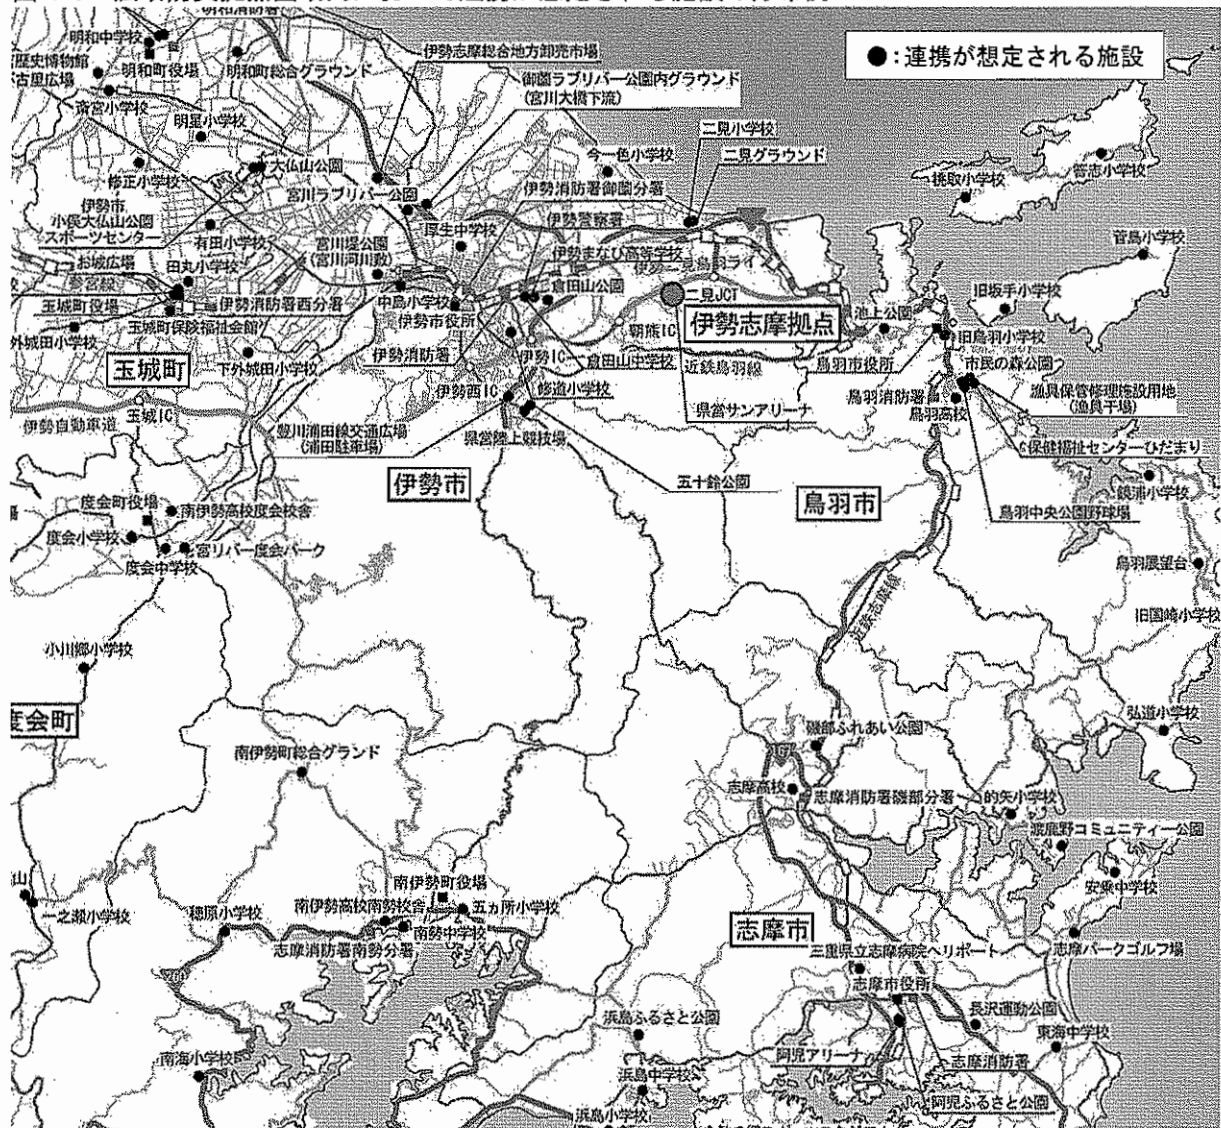 ●：連携が想定される施設
明和中学校
明和町役場
明和町総合グラウンド
伊勢志摩総合地方卸売市場
御薗ラブリバー公園内グラウンド
（宮川大橋下流）
斎宮小学校
明星小学校
二見小学校
二見グラウンド
今一色小学校
修正小学校
大仏山公園
宮川ラブリバー公園
伊勢消防署御薗分署
桃取小学校
答志小学校
伊勢市
小俣大仏山公園
スポーツセンター
有田小学校
厚生中学校
伊勢警察署
伊勢まなび高等学校
菅島小学校
お城広場
参宮線
田丸小学校
宮川堤公園
（宮川河川敷）
倉田山公園
玉城町役場
伊勢消防署西分署
中島小学校
伊勢市役所
二見JCT
朝熊IC
伊勢志摩拠点
池上公園
旧坂手小学校
旧鳥羽小学校
外城田小学校
玉城町保険福祉会館
下外城田小学校
伊勢消防署
伊勢IC
倉田山中学校
近鉄鳥羽線
鳥羽市役所
市民の森公園
玉城町
伊勢西IC
修道小学校
鳥羽消防署
鳥羽高校
漁具保管修理施設用地
（漁具干場）
玉城IC
伊勢自動車道
豊川浦田線交通広場
（浦田駐車場）
県営陸上競技場
県営サンアリーナ
保健福祉センターひだまり
伊勢市
五十鈴公園
鳥羽市
鏡浦小学校
鳥羽中央公園野球場
度会町役場
南伊勢高校度会校舎
度会小学校
宮リバー度会パーク
度会中学校
鳥羽展望台
近鉄志摩線
旧国崎小学校
小川郷小学校
度会町
弘道小学校
南伊勢町総合グランド
磯部ふれあい公園
167
志摩高校
志摩消防署磯部分署
的矢小学校
渡鹿野コミュニティー公園
安乗中学校
南伊勢町役場
一之瀬小学校
穂原小学校
南伊勢高校南勢校舎
五ヵ所小学校
南勢中学校
志摩消防署南勢分署
志摩市
三重県立志摩病院ヘリポート
志摩パークゴルフ場
260
志摩市役所
浜島ふるさと公園
長沢運動公園
東海中学校
南海小学校
阿児アリーナ
志摩消防署
浜島中学校
阿児ふるさと公園
浜島小学校